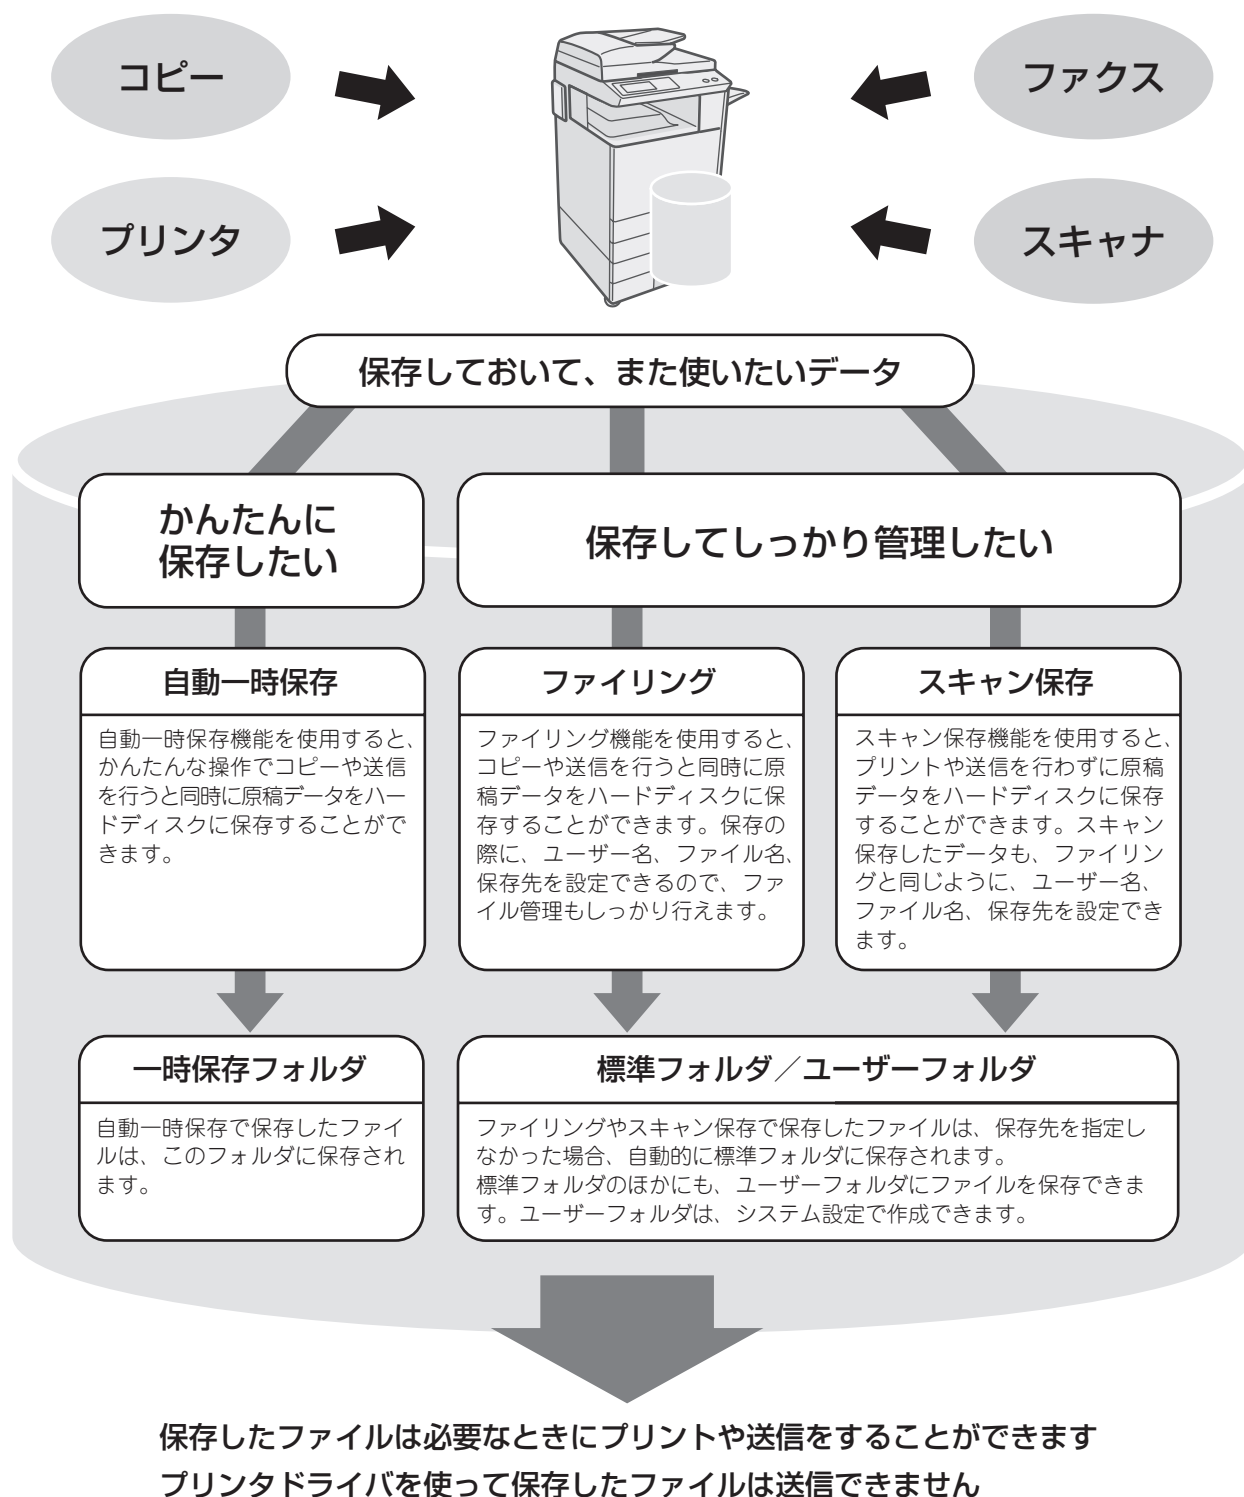 コピー
ファクス
プリンタ
スキャナ
保存しておいて、また使いたいデータ
かんたんに
保存したい
保存してしっかり管理したい
自動一時保存
自動一時保存機能を使用すると、
かんたんな操作でコピーや送信
を行うと同時に原稿データをハー
ドディスクに保存することがで
きます。
ファイリング
ファイリング機能を使用すると、
コピーや送信を行うと同時に原
稿データをハードディスクに保
存することができます。保存の
際に、ユーザー名、ファイル名、
保存先を設定できるので、ファ
イル管理もしっかり行えます。
スキャン保存
スキャン保存機能を使用すると、
プリントや送信を行わずに原稿
データをハードディスクに保存
することができます。スキャン
保存したデータも、ファイリン
グと同じように、ユーザー名、
ファイル名、保存先を設定でき
ます。
一時保存フォルダ
自動一時保存で保存したファイ
ルは、このフォルダに保存され
ます。
標準フォルダ／ユーザーフォルダ
ファイリングやスキャン保存で保存したファイルは、保存先を指定し
なかった場合、自動的に標準フォルダに保存されます。
標準フォルダのほかにも、ユーザーフォルダにファイルを保存できま
す。ユーザーフォルダは、システム設定で作成できます。
保存したファイルは必要なときにプリントや送信をすることができます
プリンタドライバを使って保存したファイルは送信できません